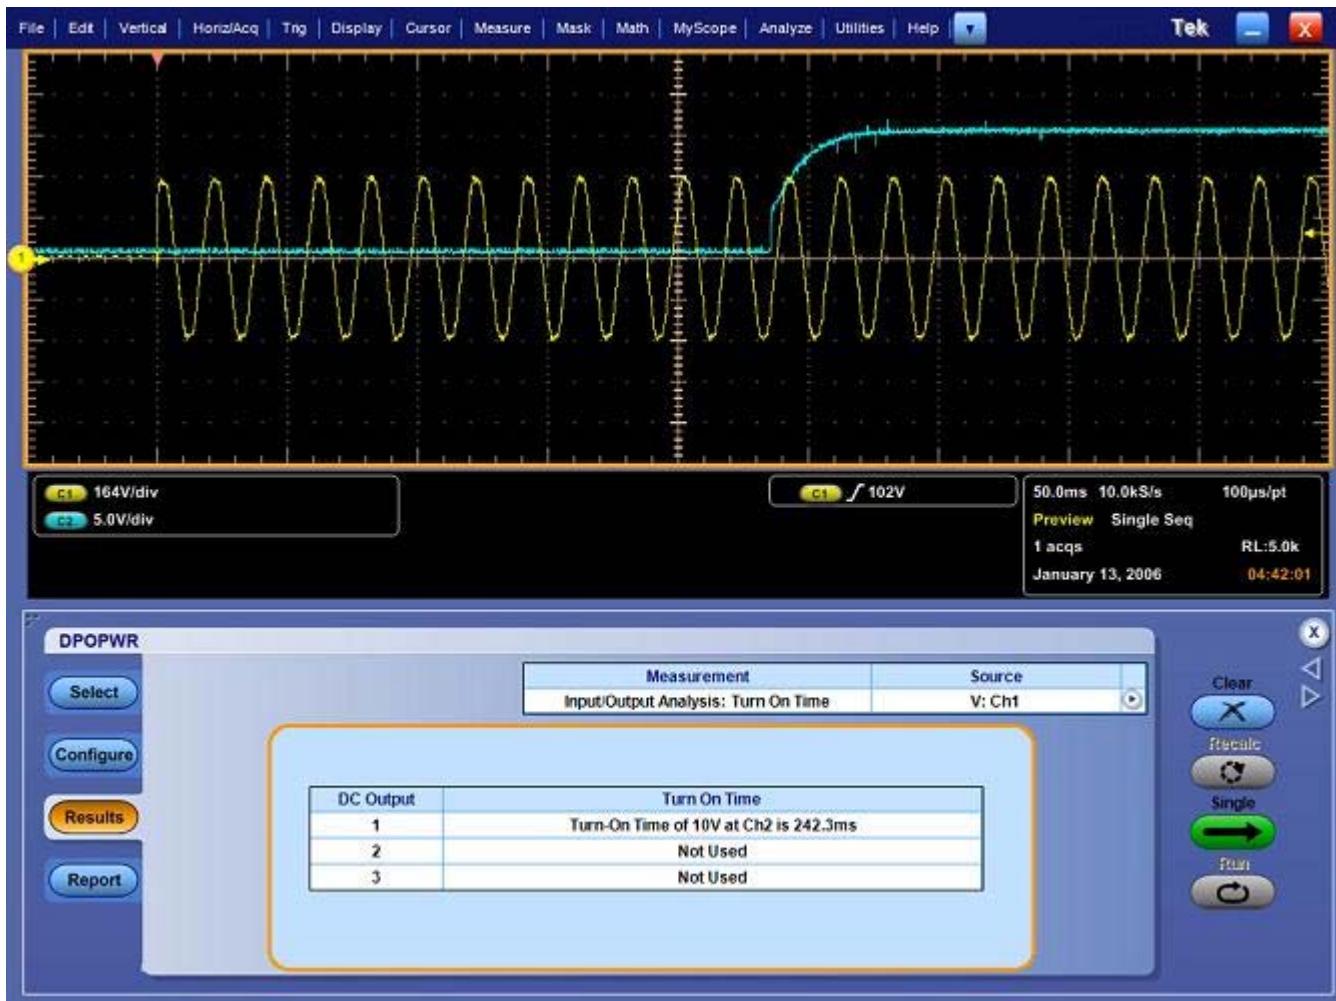 File Edit Vertical Horiz/Acq Trig Display Cursor Measure Mask Math MyScope Analyze Utilities Help Tek
1
C1 164V/div
C2 5.0V/div
C1 102V
50.0ms 10.0kS/s 100µs/pt
Preview Single Seq
1 acqs RL:5.0k
January 13, 2006 04:42:01
DPOPWR
Select
Configure
Results
Report
Measurement Source
Input/Output Analysis: Turn On Time V: Ch1
DC Output Turn On Time
1 Turn-On Time of 10V at Ch2 is 242.3ms
2 Not Used
3 Not Used
Clear
Recalc
Single
Run